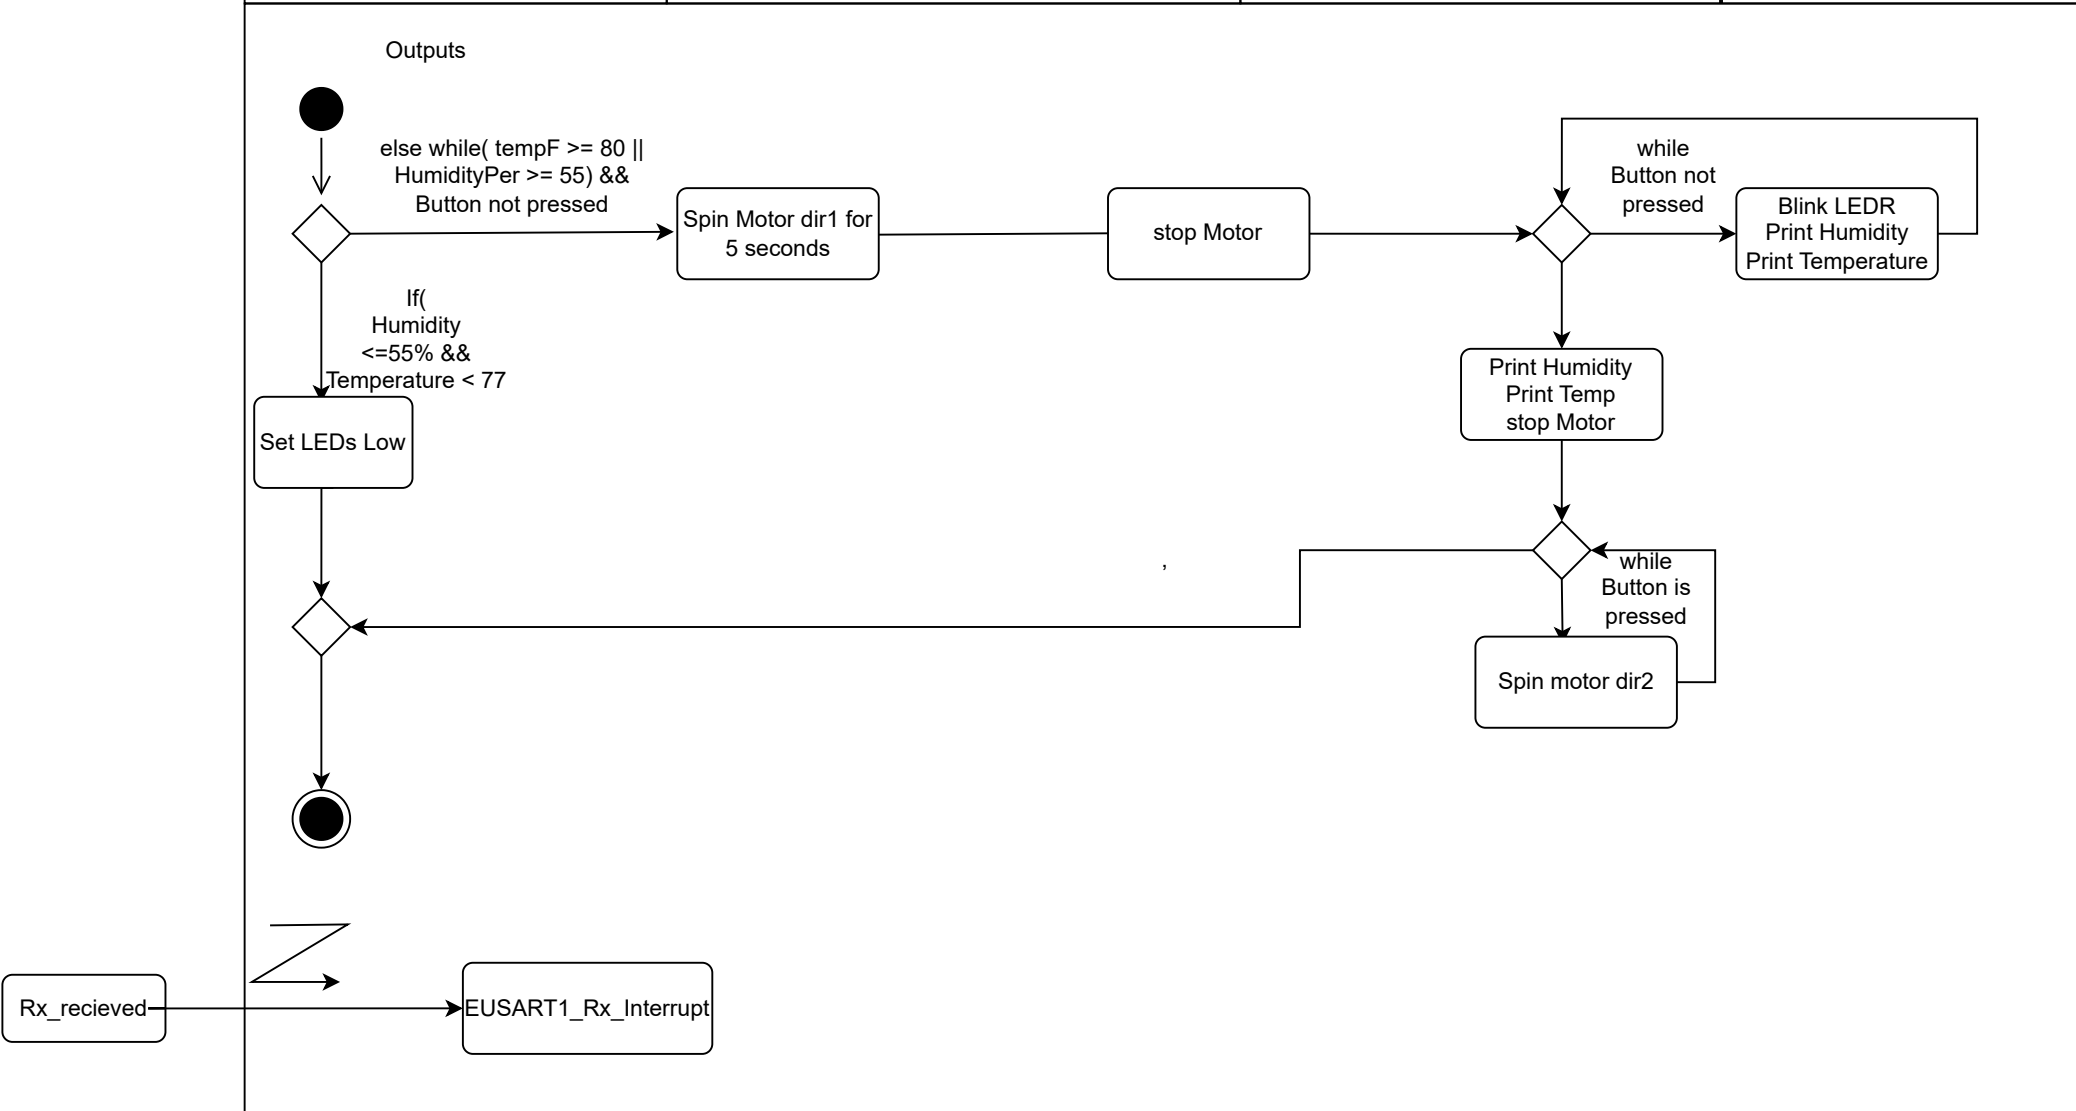 Outputs
else while( tempF >= 80 ||
HumidityPer >= 55) &&
Button not pressed
Spin Motor dir1 for
5 seconds
stop Motor
while
Button not
pressed
Blink LEDR
Print Humidity
Print Temperature
If(
Humidity
<=55% &&
Temperature < 77
Set LEDs Low
Print Humidity
Print Temp
stop Motor
,
while
Button is
pressed
Spin motor dir2
Rx_recieved
EUSART1_Rx_Interrupt